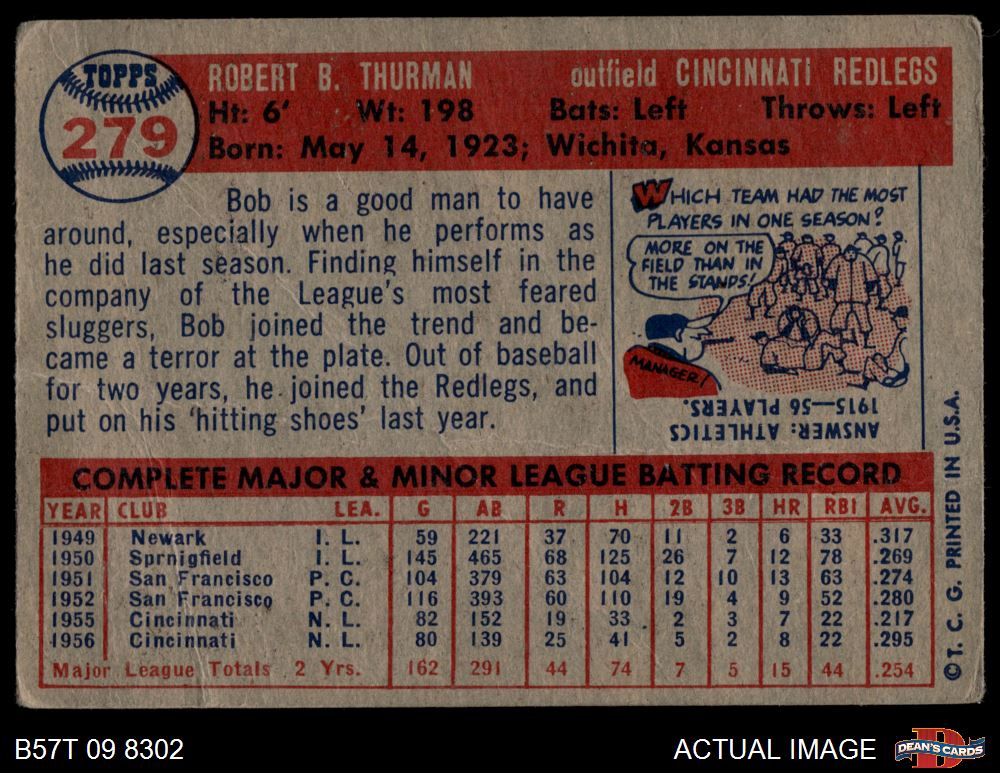 TOPPS
279
ROBERT B. THURMAN outfield CINCINNATI REDLEGS
Ht: 6' Wt: 198 Bats: Left Throws: Left
Born: May 14, 1923; Wichita, Kansas
Bob is a good man to have
around, especially when he performs as
he did last season. Finding himself in the
company of the League's most feared
sluggers, Bob joined the trend and be-
came a terror at the plate. Out of baseball
for two years, he joined the Redlegs, and
put on his 'hitting shoes' last year.
WHICH TEAM HAD THE MOST
PLAYERS IN ONE SEASON?
MORE ON THE
FIELD THAN IN
THE STANDS!
MANAGER
ANSWER: ATHLETICS
1915—56 PLAYERS.
COMPLETE MAJOR & MINOR LEAGUE BATTING RECORD
YEAR CLUB LEA. G AB R H 2B 3B HR RBI AVG.
1949 Newark I. L. 59 221 37 70 11 2 6 33 .317
1950 Sprnigfield I. L. 145 465 68 125 26 7 12 78 .269
1951 San Francisco P. C. 104 379 63 104 12 10 13 63 .274
1952 San Francisco P. C. 116 393 60 110 19 4 9 52 .280
1955 Cincinnati N. L. 82 152 19 33 2 3 7 22 .217
1956 Cincinnati N. L. 80 139 25 41 5 2 8 22 .295
Major League Totals 2 Yrs. 162 291 44 74 7 5 15 44 .254
©T. C. G. PRINTED IN U.S.A.
B57T 09 8302
ACTUAL IMAGE
DEAN'S CARDS